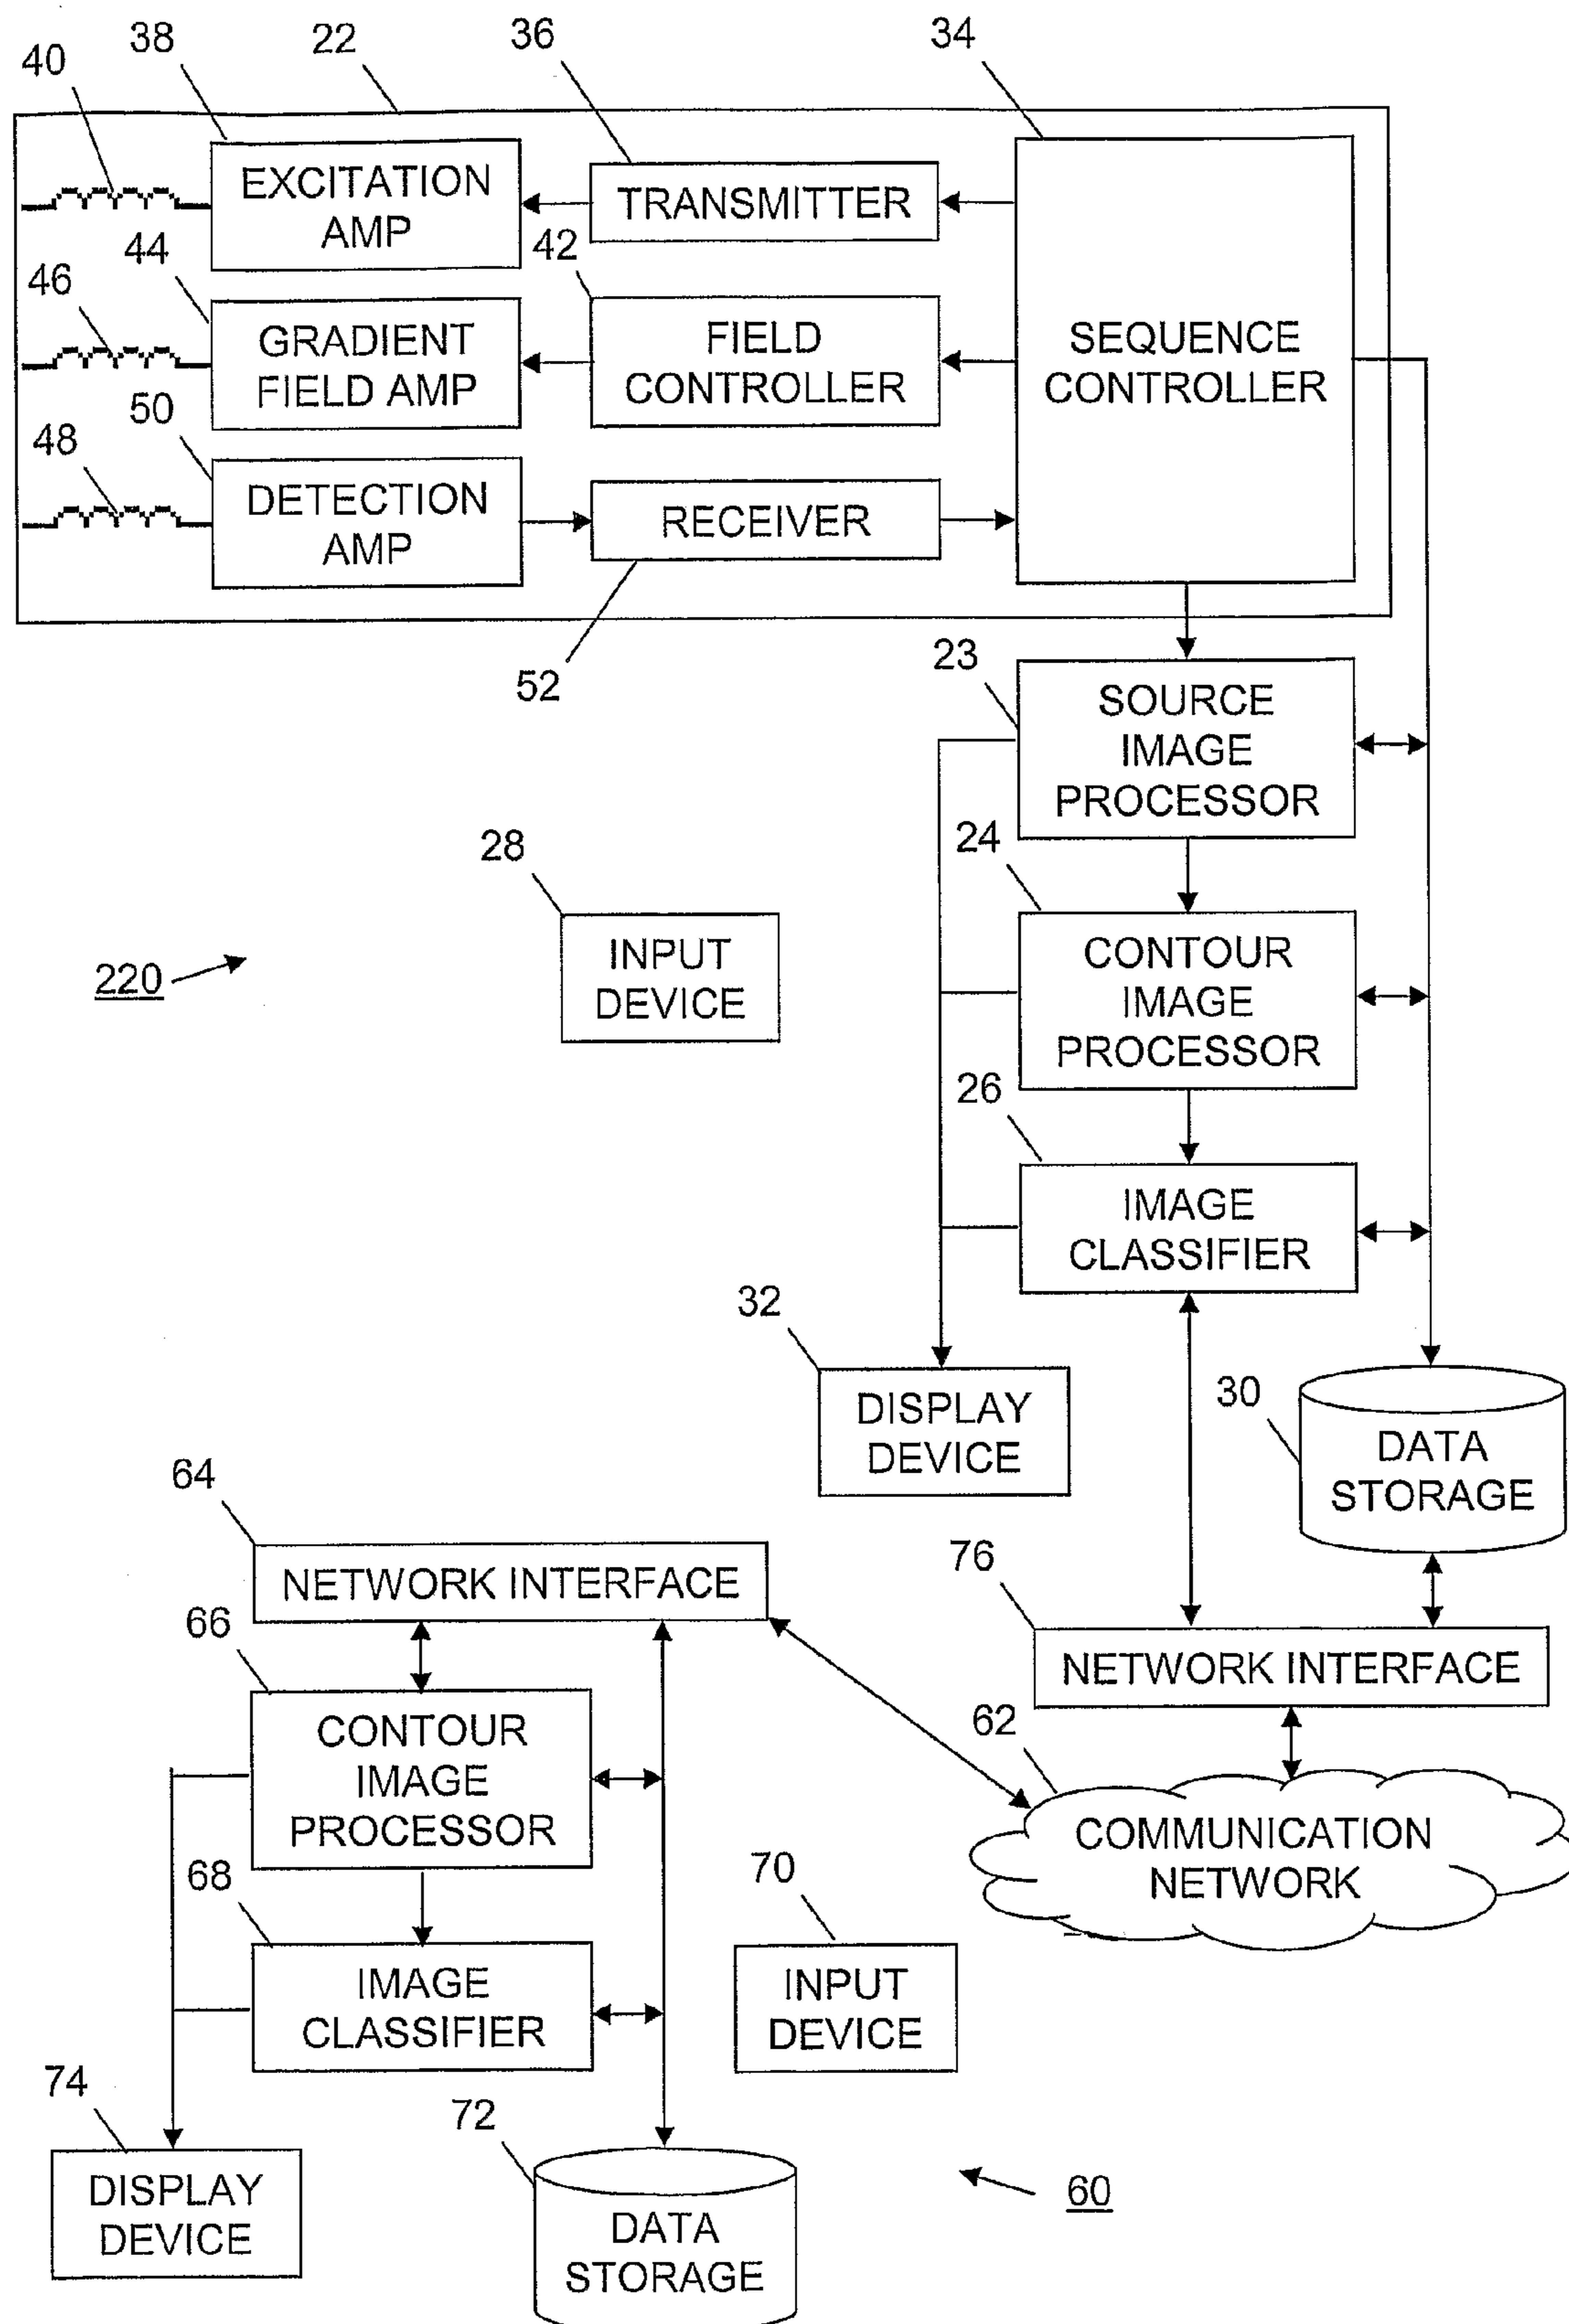 40
38
22
36
34
EXCITATION
AMP
TRANSMITTER
44
42
46
GRADIENT
FIELD AMP
FIELD
CONTROLLER
SEQUENCE
CONTROLLER
50
48
DETECTION
AMP
RECEIVER
52
23
SOURCE
IMAGE
PROCESSOR
28
24
INPUT
DEVICE
220
CONTOUR
IMAGE
PROCESSOR
26
IMAGE
CLASSIFIER
32
DISPLAY
DEVICE
30
DATA
STORAGE
64
NETWORK INTERFACE
76
NETWORK INTERFACE
66
CONTOUR
IMAGE
PROCESSOR
62
COMMUNICATION
NETWORK
68
IMAGE
CLASSIFIER
70
INPUT
DEVICE
74
DISPLAY
DEVICE
72
DATA
STORAGE
60